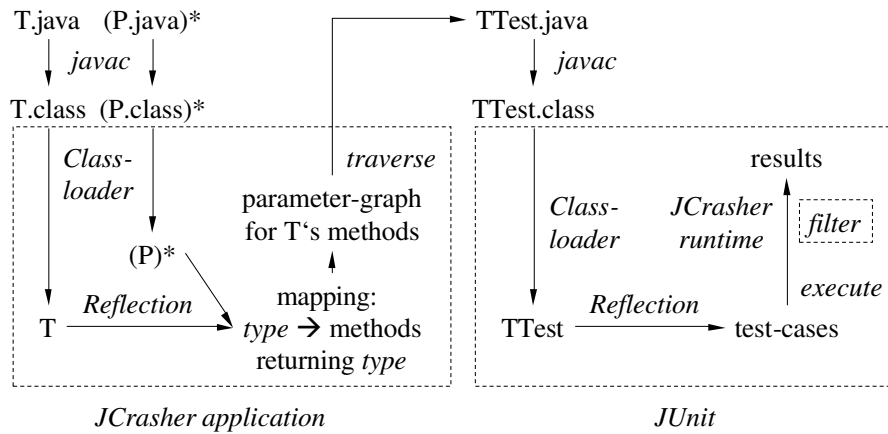 T.java (P.java)* TTest.java
javac javac
T.class (P.class)* TTest.class
Class-
loader
traverse
parameter-graph
for T‘s methods
(P)*
mapping:
type → methods
returning type
Reflection
T
results
Class-
loader
JCrasher
runtime
filter
execute
TTest
Reflection
test-cases
JCrasher application
JUnit